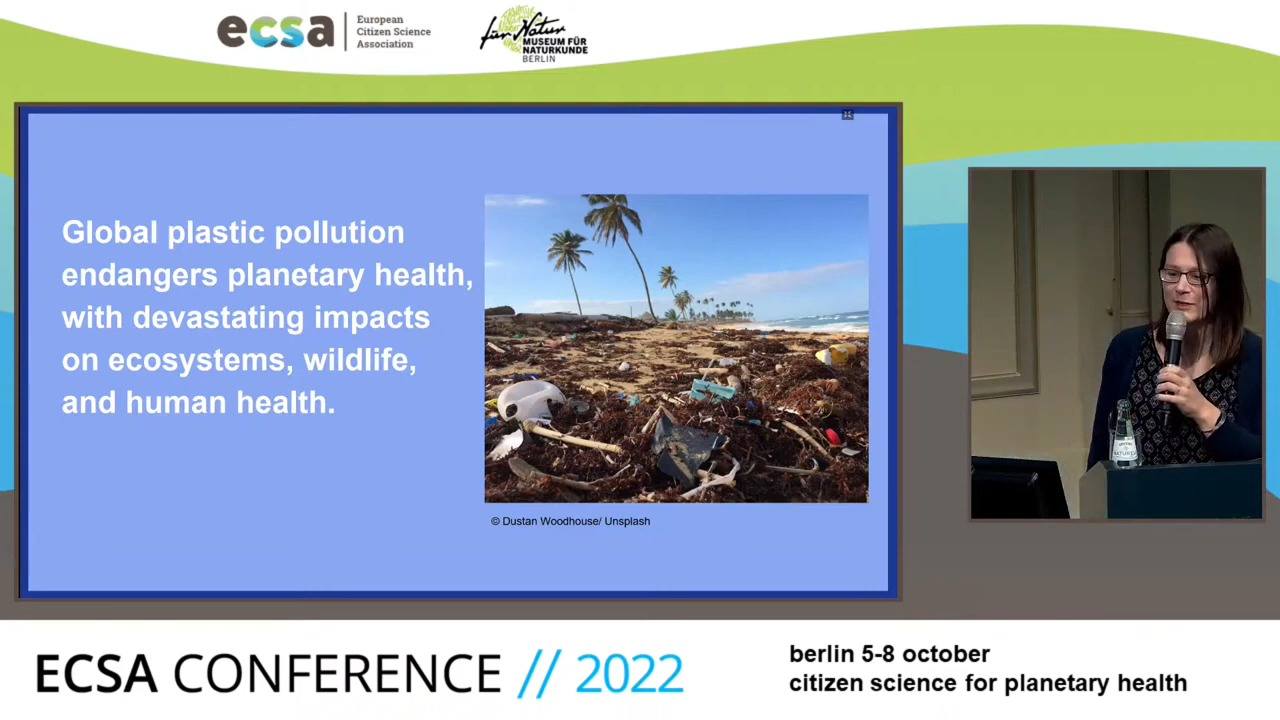 ecsa
European
Citizen Science
Association
für Natur
MUSEUM FÜR
NATURKUNDE
BERLIN
Global plastic pollution
endangers planetary health,
with devastating impacts
on ecosystems, wildlife,
and human health.
© Dustan Woodhouse/ Unsplash
ECSA CONFERENCE // 2022
berlin 5-8 october
citizen science for planetary health